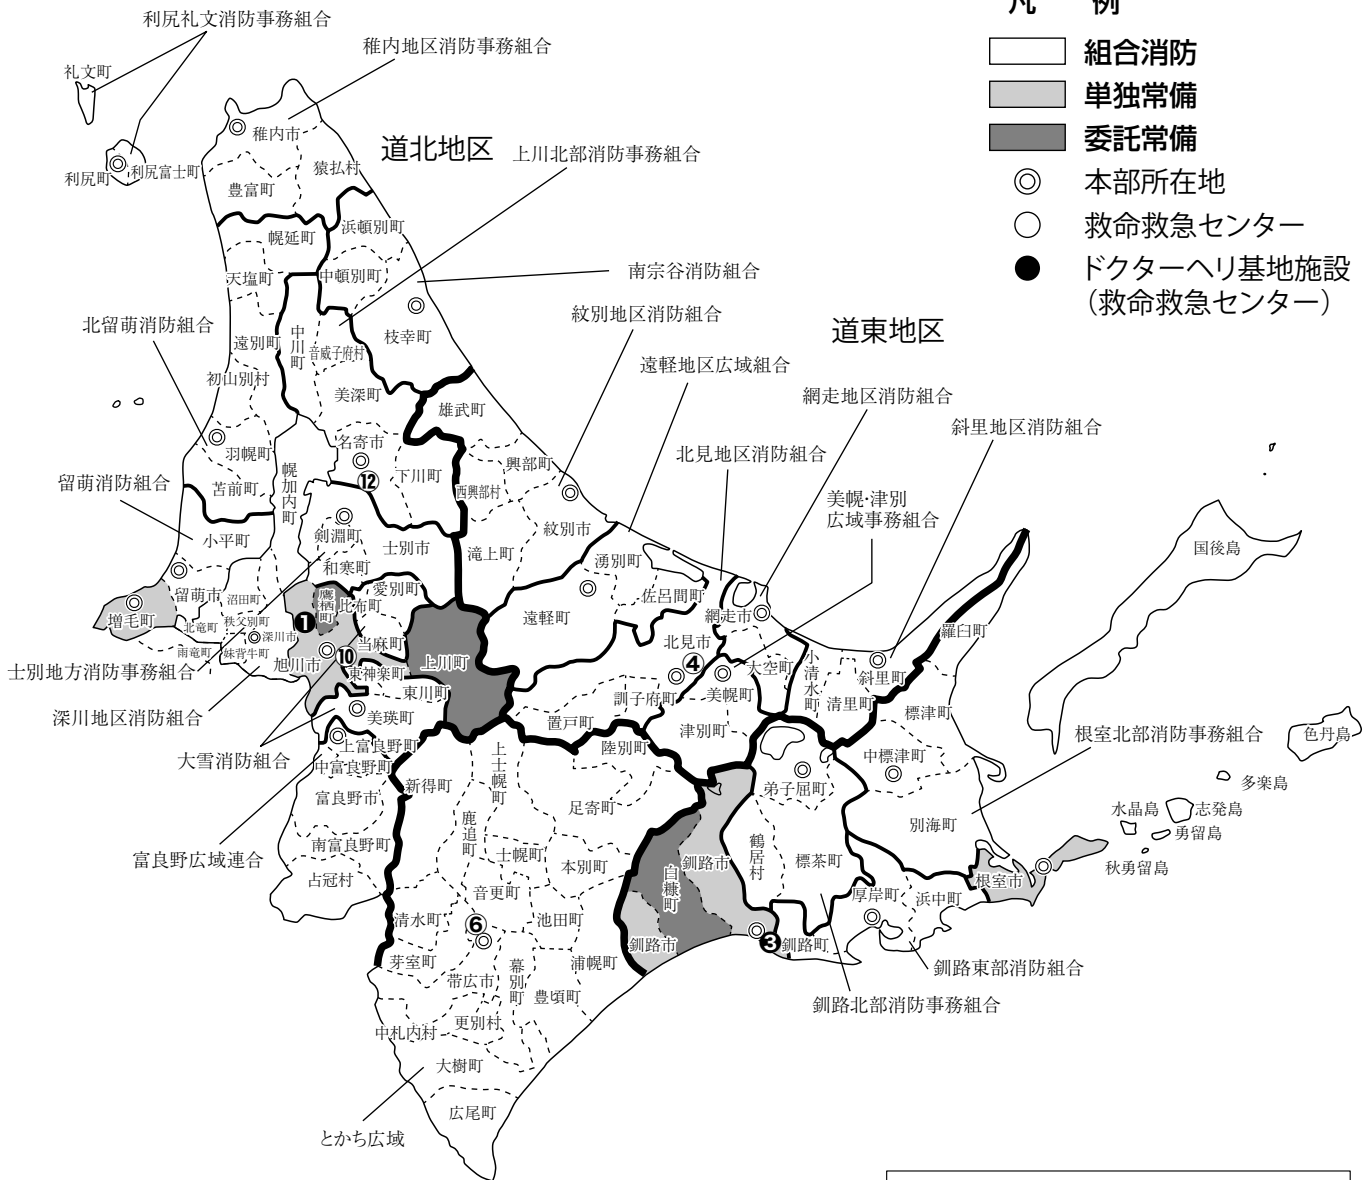 凡　例
組合消防
単独常備
委託常備
本部所在地
救命救急センター
ドクターヘリ基地施設
（救命救急センター）
利尻礼文消防事務組合
稚内地区消防事務組合
礼文町
利尻町
利尻富士町
稚内市
道北地区
猿払村
豊富町
上川北部消防事務組合
浜頓別町
幌延町
天塩町
中頓別町
南宗谷消防組合
紋別地区消防組合
道東地区
北留萌消防組合
遠別町
中川町
音威子府村
枝幸町
遠軽地区広域組合
初山別村
美深町
雄武町
網走地区消防組合
斜里地区消防組合
名寄市
羽幌町
苫前町
幌加内町
下川町
⑫
興部町
西興部村
北見地区消防組合
留萌消防組合
美幌・津別
広域事務組合
小平町
剣淵町
士別市
紋別市
滝上町
湧別町
国後島
和寒町
留萌市
沼田町
愛別町
増毛町
鷹栖町
比布町
遠軽町
佐呂間町
網走市
羅臼町
北竜町
秩父別町
深川市
❶
雨竜町
妹背牛町
旭川市
⑩
当麻町
上川町
北見市
④
大空町
小清水町
斜里町
士別地方消防事務組合
東神楽町
東川町
訓子府町
美幌町
清里町
深川地区消防組合
美瑛町
置戸町
津別町
標津町
大雪消防組合
上富良野町
中富良野町
陸別町
根室北部消防事務組合
色丹島
上士幌町
新得町
中標津町
弟子屈町
多楽島
富良野市
足寄町
鹿追町
水晶島
志発島
勇留島
別海町
南富良野町
富良野広域連合
士幌町
本別町
白糠町
釧路市
鶴居村
標茶町
秋勇留島
占冠村
音更町
根室市
厚岸町
浜中町
清水町
⑥
池田町
釧路市
❸
釧路町
芽室町
帯広市
幕別町
浦幌町
釧路東部消防組合
豊頃町
釧路北部消防事務組合
中札内村
更別村
大樹町
広尾町
とかち広域